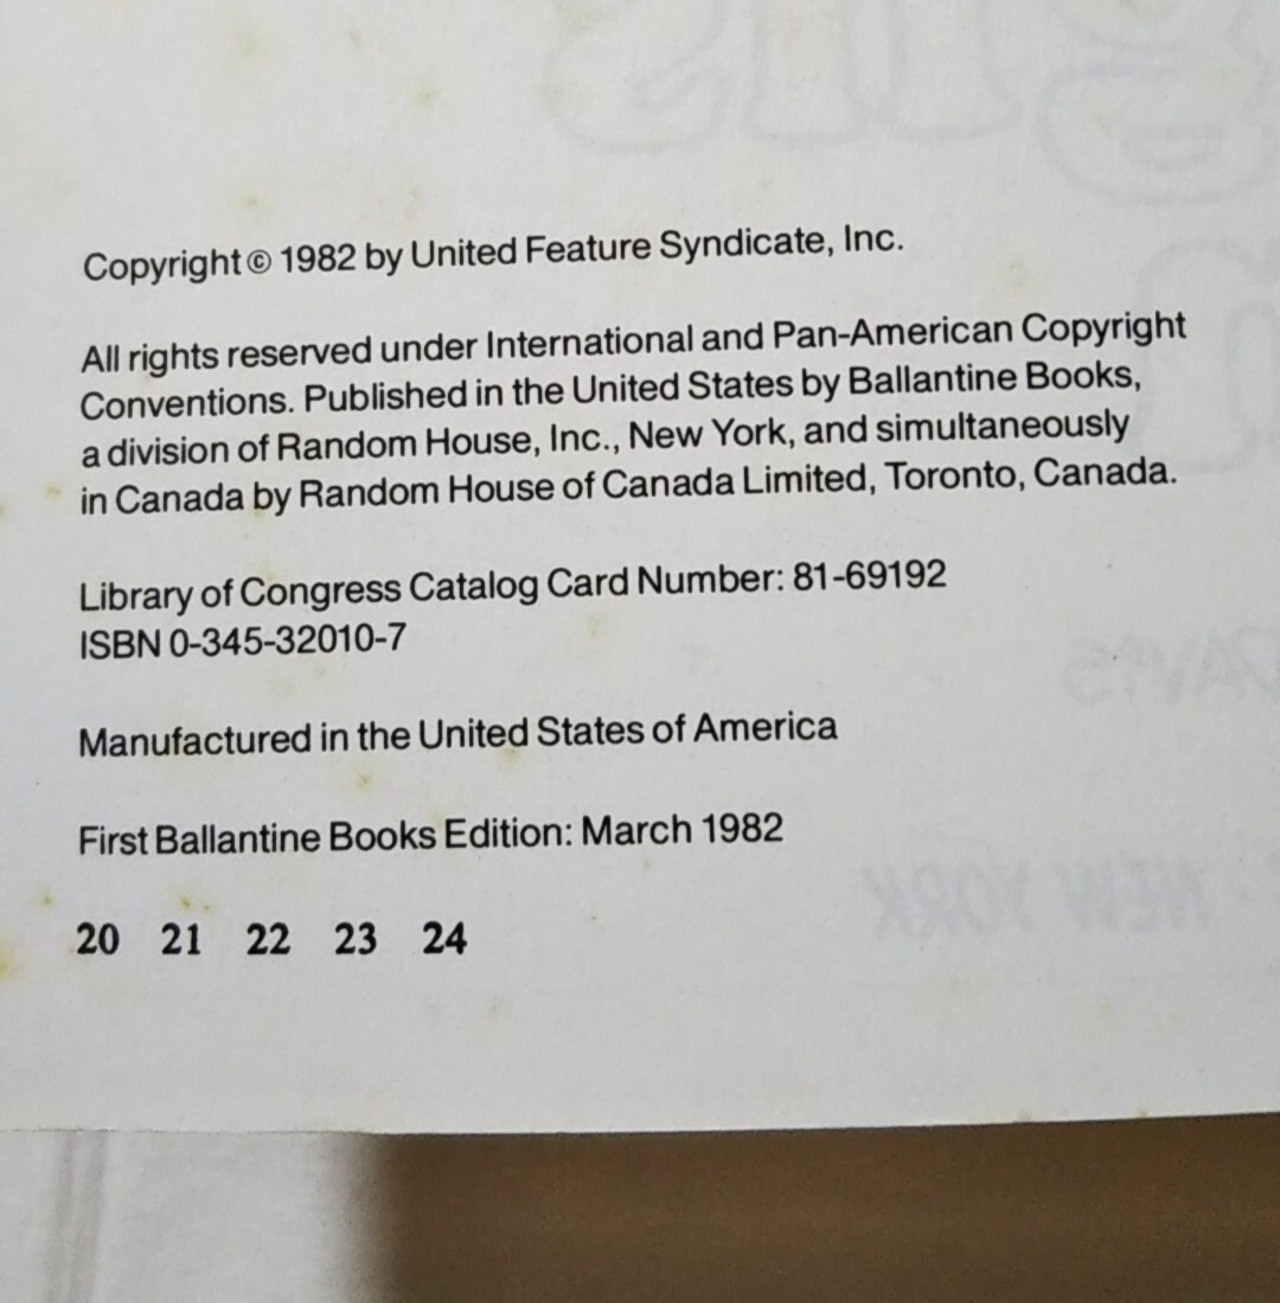 Copyright © 1982 by United Feature Syndicate, Inc.
All rights reserved under International and Pan-American Copyright
Conventions. Published in the United States by Ballantine Books,
a division of Random House, Inc., New York, and simultaneously
in Canada by Random House of Canada Limited, Toronto, Canada.
Library of Congress Catalog Card Number: 81-69192
ISBN 0-345-32010-7
Manufactured in the United States of America
First Ballantine Books Edition: March 1982
20 21 22 23 24